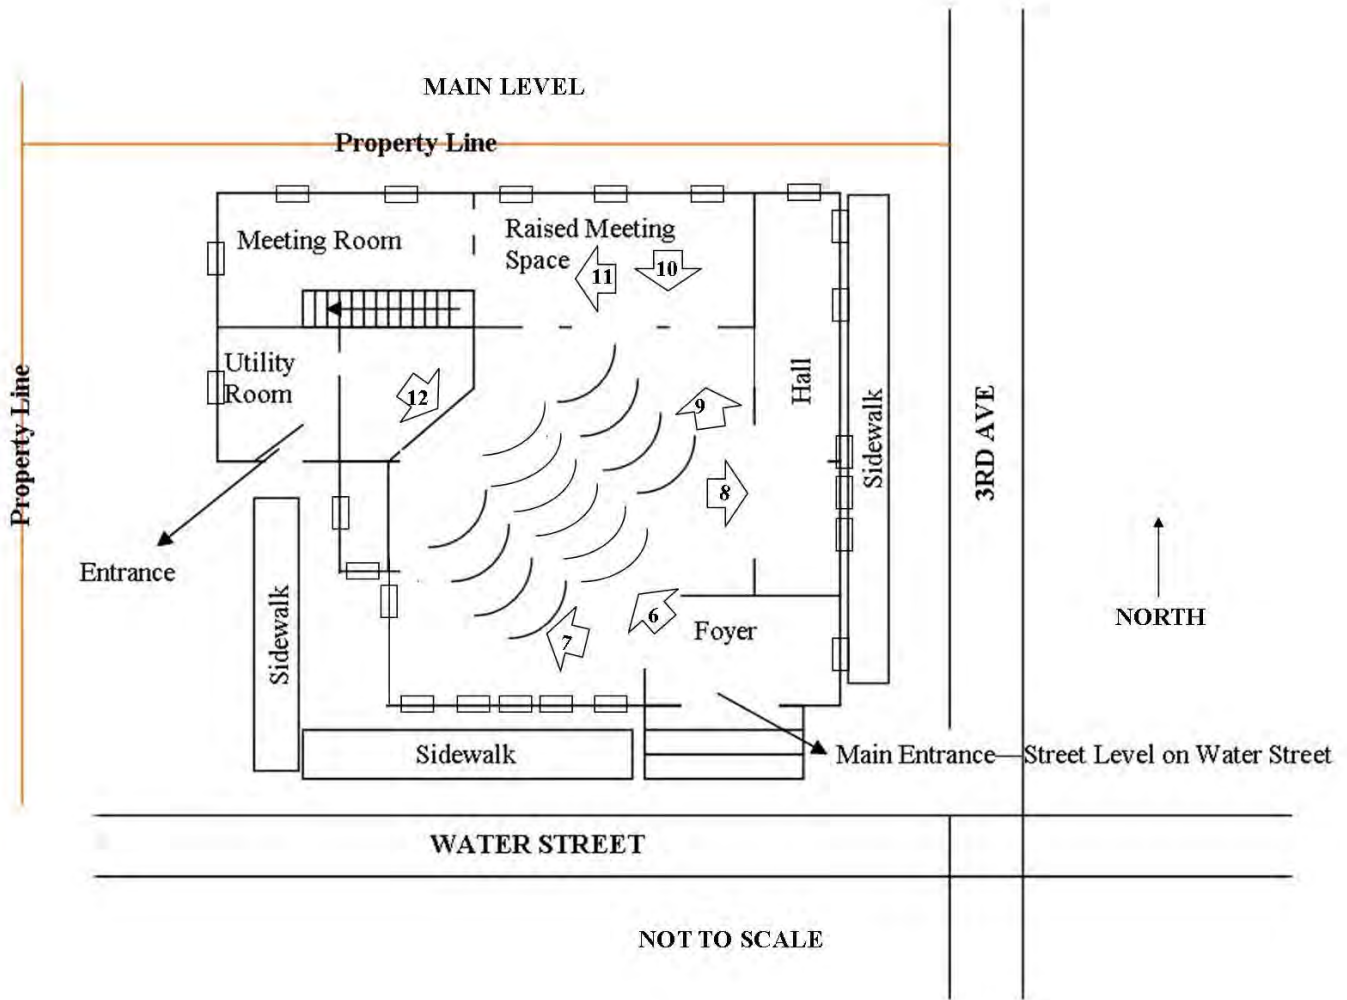 MAIN LEVEL
Property Line
Meeting Room
Raised Meeting
Space
11
10
Utility
Room
12
9
Hall
Sidewalk
3RD AVE
Property Line
8
Entrance
Sidewalk
6
7
Foyer
NORTH
Sidewalk
Main Entrance—Street Level on Water Street
WATER STREET
NOT TO SCALE